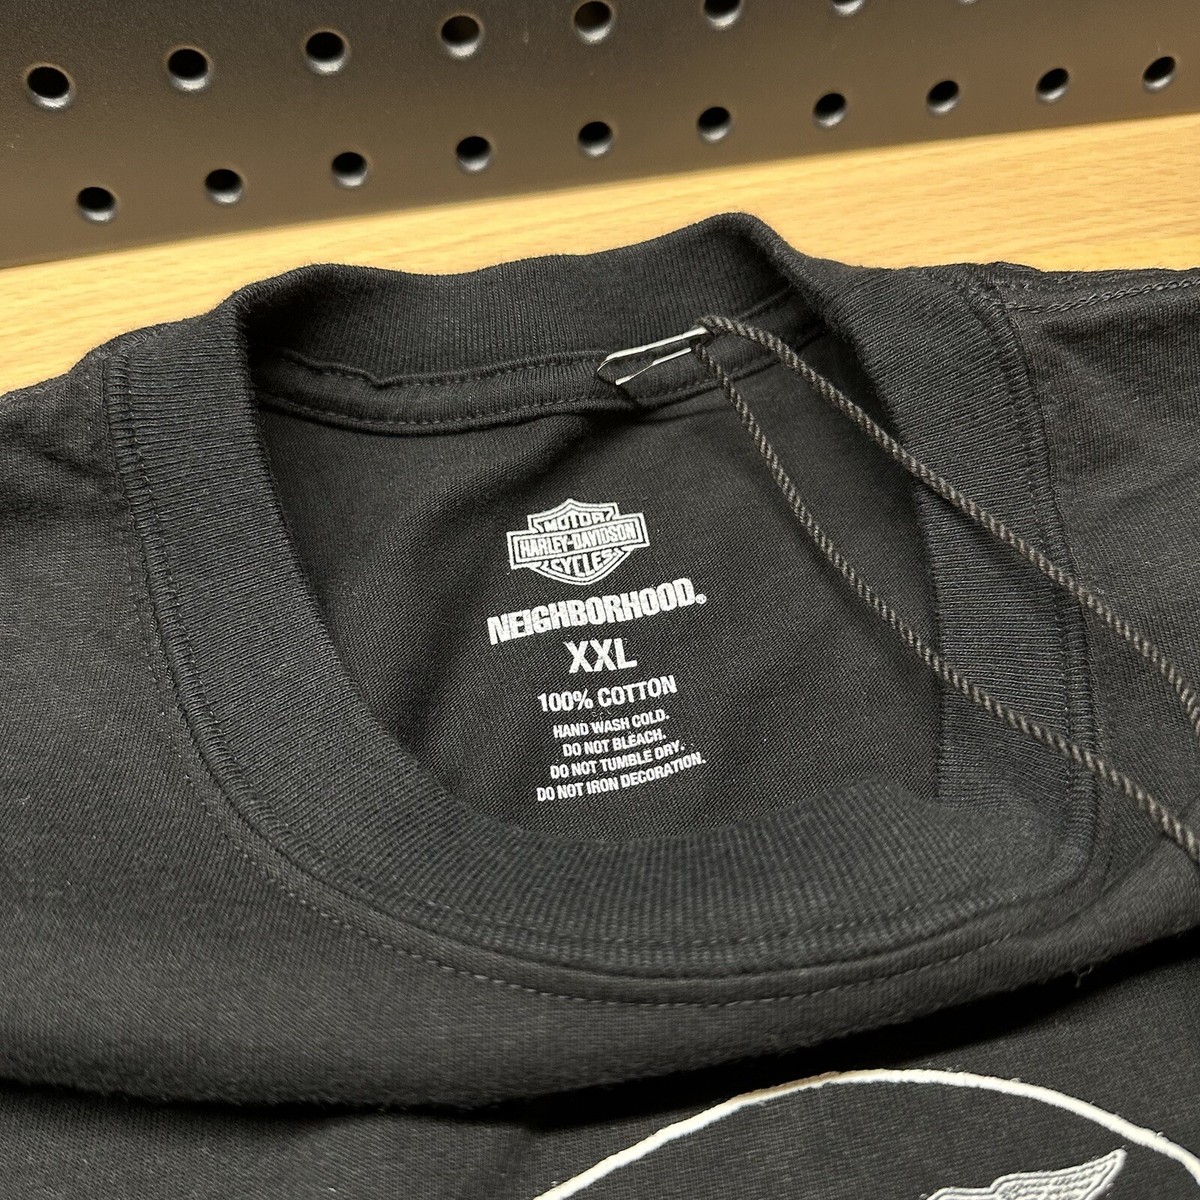 MOTOR
HARLEY-DAVIDSON
CYCLES
NEIGHBORHOOD®
XXL
100% COTTON
HAND WASH COLD.
DO NOT BLEACH.
DO NOT TUMBLE DRY.
DO NOT IRON DECORATION.